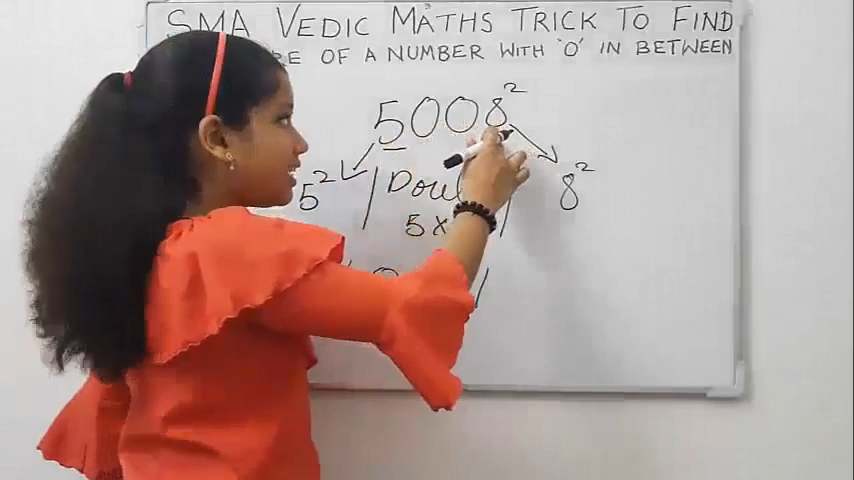 SMA VEDIC MATHS TRICK TO FIND
OF A NUMBER WITH 'O' IN BETWEEN
5008²
5² | | 8²
5 ×